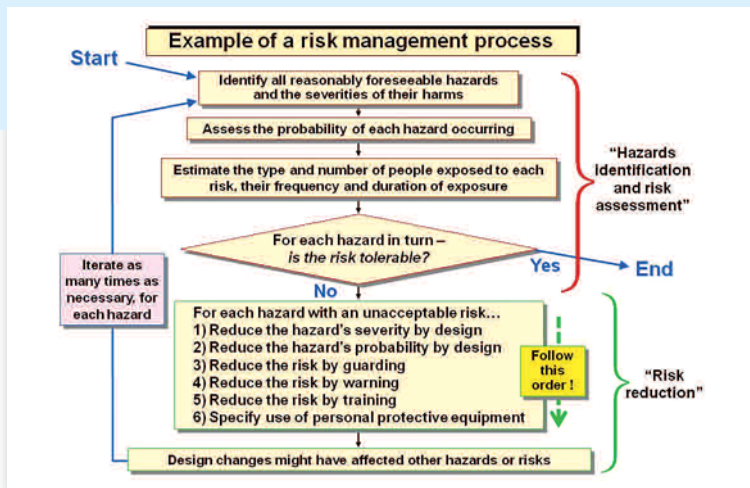 Example of a risk management process
Start
Identify all reasonably foreseeable hazards
and the severities of their harms
Assess the probability of each hazard occurring
Estimate the type and number of people exposed to each
risk, their frequency and duration of exposure
"Hazards
Identification
and risk
assessment"
For each hazard in turn –
is the risk tolerable?
Yes
End
No
Iterate as
many times as
necessary, for
each hazard
For each hazard with an unacceptable risk...
1) Reduce the hazard's severity by design
2) Reduce the hazard's probability by design
3) Reduce the risk by guarding
4) Reduce the risk by warning
5) Reduce the risk by training
6) Specify use of personal protective equipment
Follow
this
order !
"Risk
reduction"
Design changes might have affected other hazards or risks